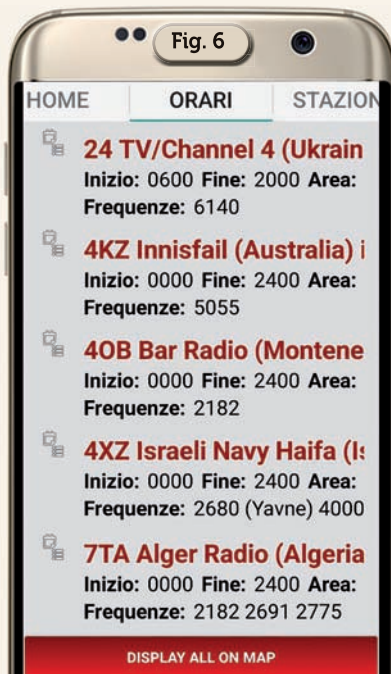 Fig. 6
HOME ORARI STAZION
24 TV/Channel 4 (Ukrain
Inizio: 0600 Fine: 2000 Area:
Frequenze: 6140
4KZ Innisfail (Australia) i
Inizio: 0000 Fine: 2400 Area:
Frequenze: 5055
4OB Bar Radio (Montene
Inizio: 0000 Fine: 2400 Area:
Frequenze: 2182
4XZ Israeli Navy Haifa (Is
Inizio: 0000 Fine: 2400 Area:
Frequenze: 2680 (Yavne) 4000
7TA Alger Radio (Algeria
Inizio: 0000 Fine: 2400 Area:
Frequenze: 2182 2691 2775
DISPLAY ALL ON MAP